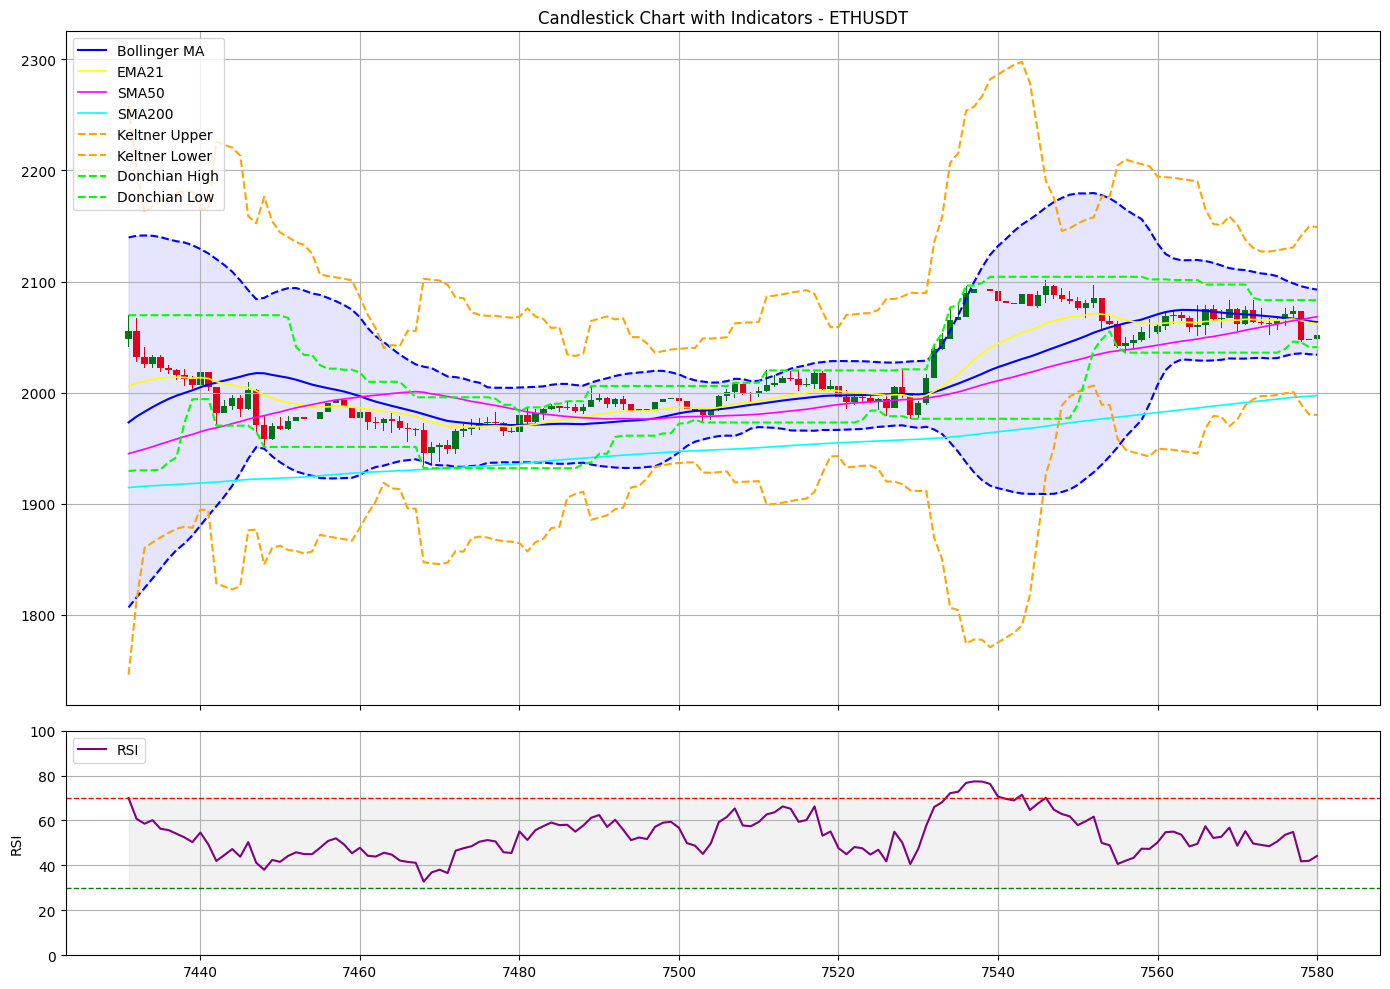 Candlestick Chart with Indicators - ETHUSDT
Bollinger MA
EMA21
SMA50
SMA200
Keltner Upper
Keltner Lower
Donchian High
Donchian Low
2300
2200
2100
2000
1900
1800
RSI
100
80
60
40
20
0
RSI
7440 7460 7480 7500 7520 7540 7560 7580